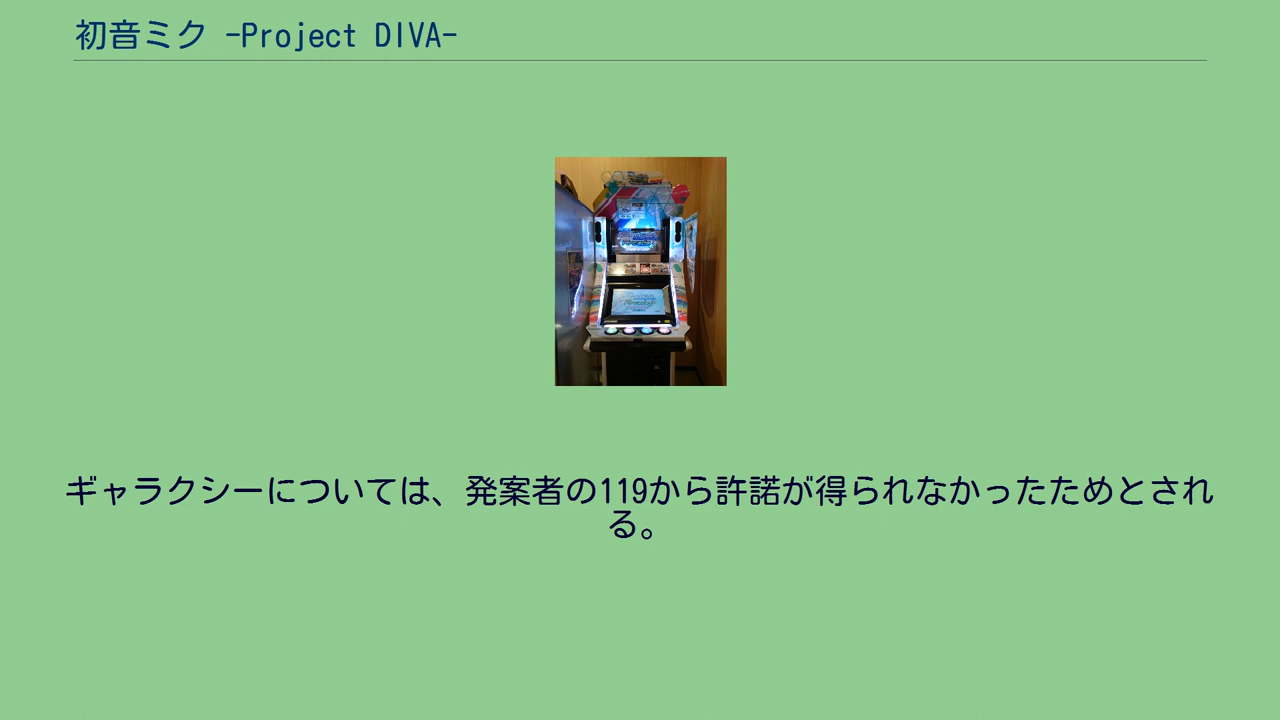 初音ミク -Project DIVA-
ギャラクシーについては、発案者の119から許諾が得られなかったためとされ
る。